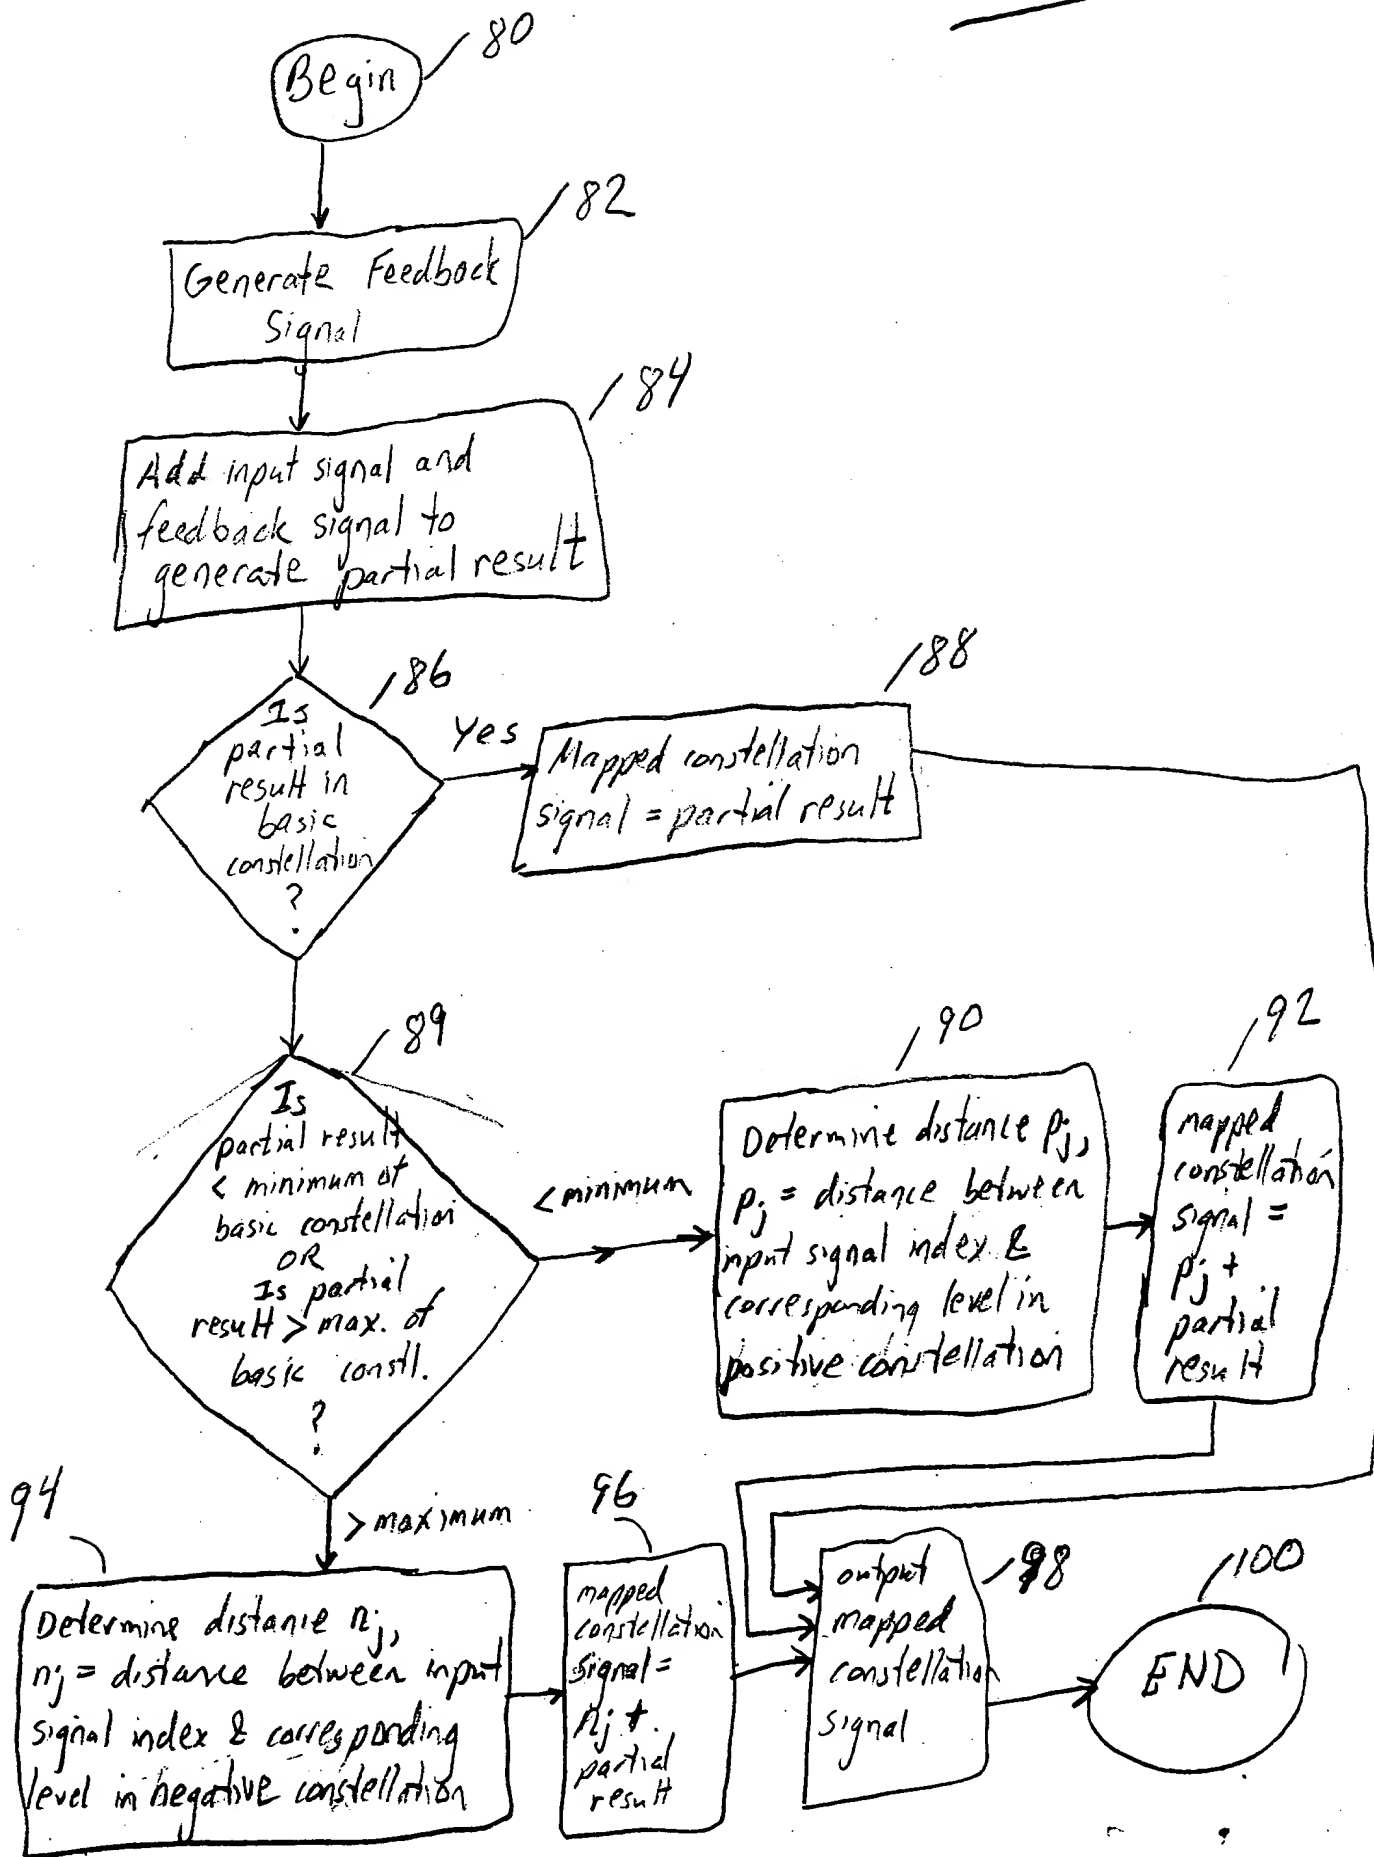 Begin
80
82
Generate Feedback
Signal
84
Add input signal and
feedback signal to
generate partial result
86
Is
partial
result in
basic
constellation
?
Yes
88
Mapped constellation
signal = partial result
89
Is
partial result
< minimum of
basic constellation
OR
Is partial
result > max. of
basic constl.
?
< minimum
90
Determine distance pj,
pj = distance between
input signal index &
corresponding level in
positive constellation
92
mapped
constellation
signal =
pj +
partial
result
> maximum
94
Determine distance nj,
nj = distance between input
signal index & corresponding
level in negative constellation
96
mapped
constellation
signal =
nj +
partial
result
98
output
mapped
constellation
signal
100
END